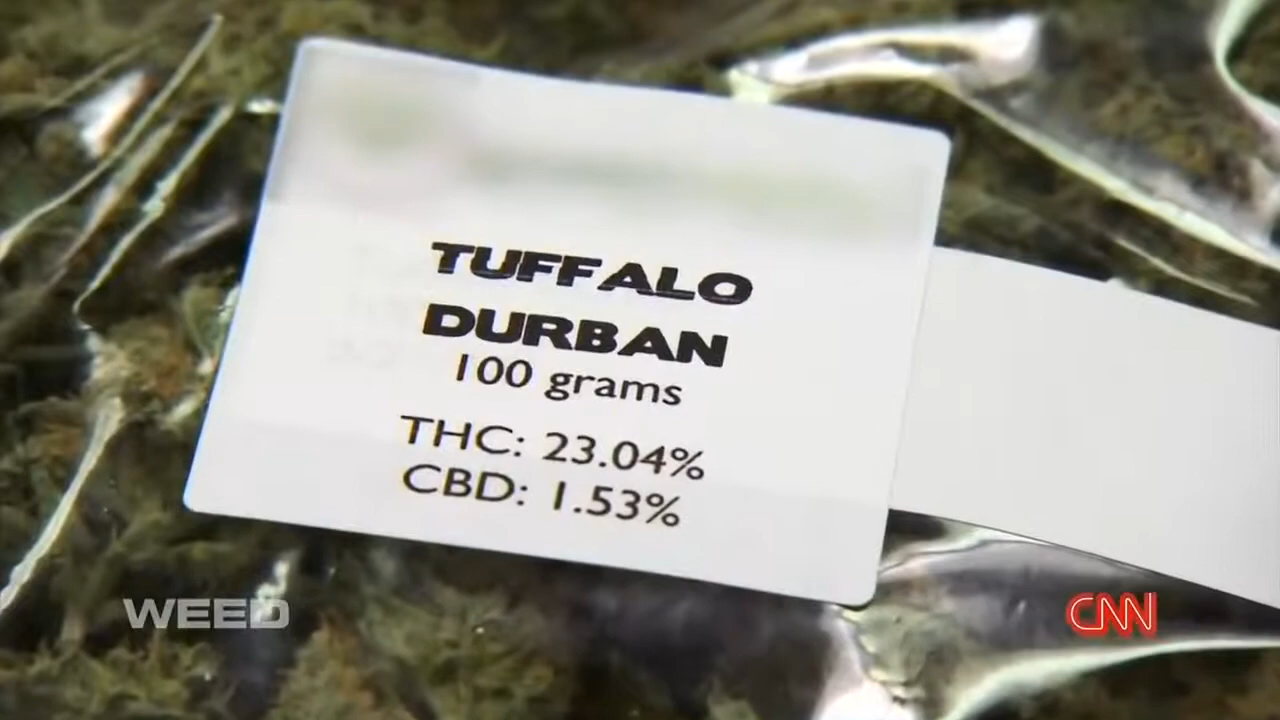 TUFFALO
DURBAN
100 grams
THC: 23.04%
CBD: 1.53%
WEED
CNN